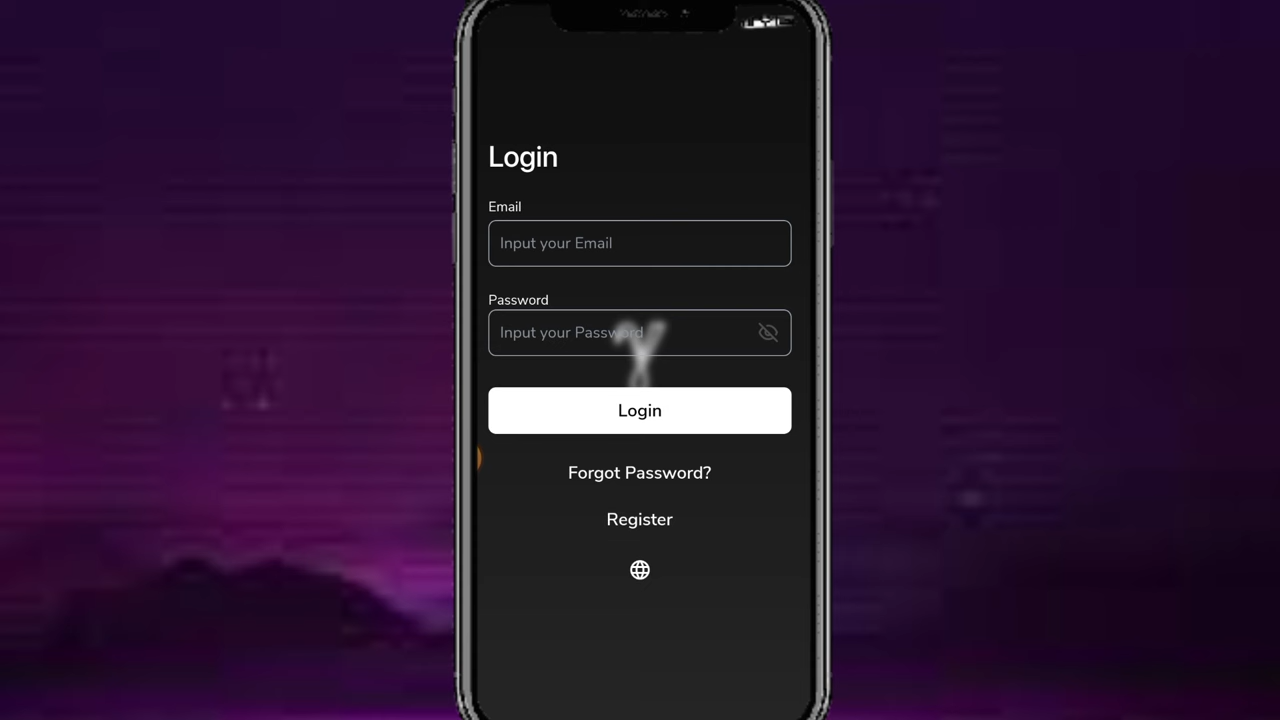 Login
Email
Input your Email
Password
Input your Password
Login
Forgot Password?
Register